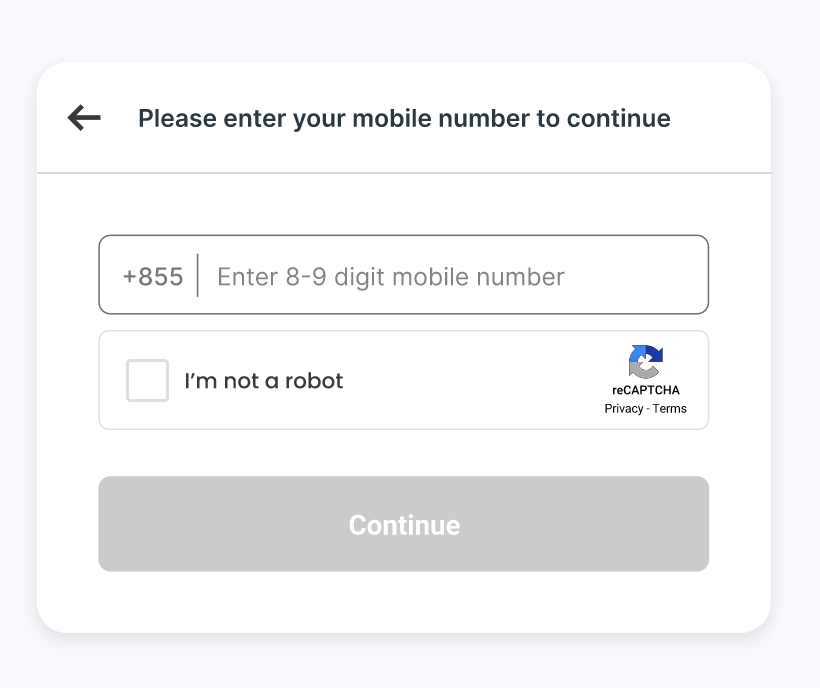 Please enter your mobile number to continue
+855 Enter 8-9 digit mobile number
I’m not a robot
reCAPTCHA
Privacy - Terms
Continue